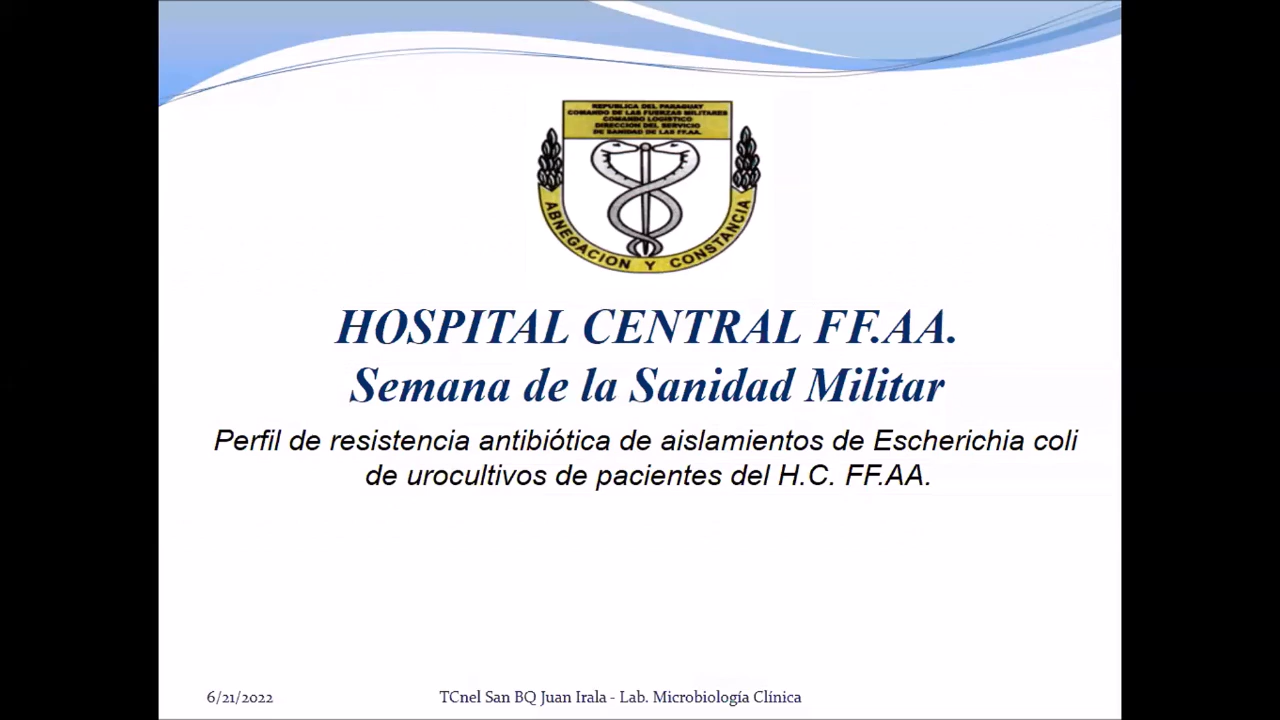 REPUBLICA DEL PARAGUAY
COMANDO DE LAS FUERZAS MILITARES
COMANDO LOGISTICO
DIRECCION DEL SERVICIO
DE SANIDAD DE LAS FF.AA.
ABNEGACION Y CONSTANCIA
HOSPITAL CENTRAL FF.AA.
Semana de la Sanidad Militar
Perfil de resistencia antibiótica de aislamientos de Escherichia coli
de urocultivos de pacientes del H.C. FF.AA.
6/21/2022
TCnel San BQ Juan Irala - Lab. Microbiología Clínica